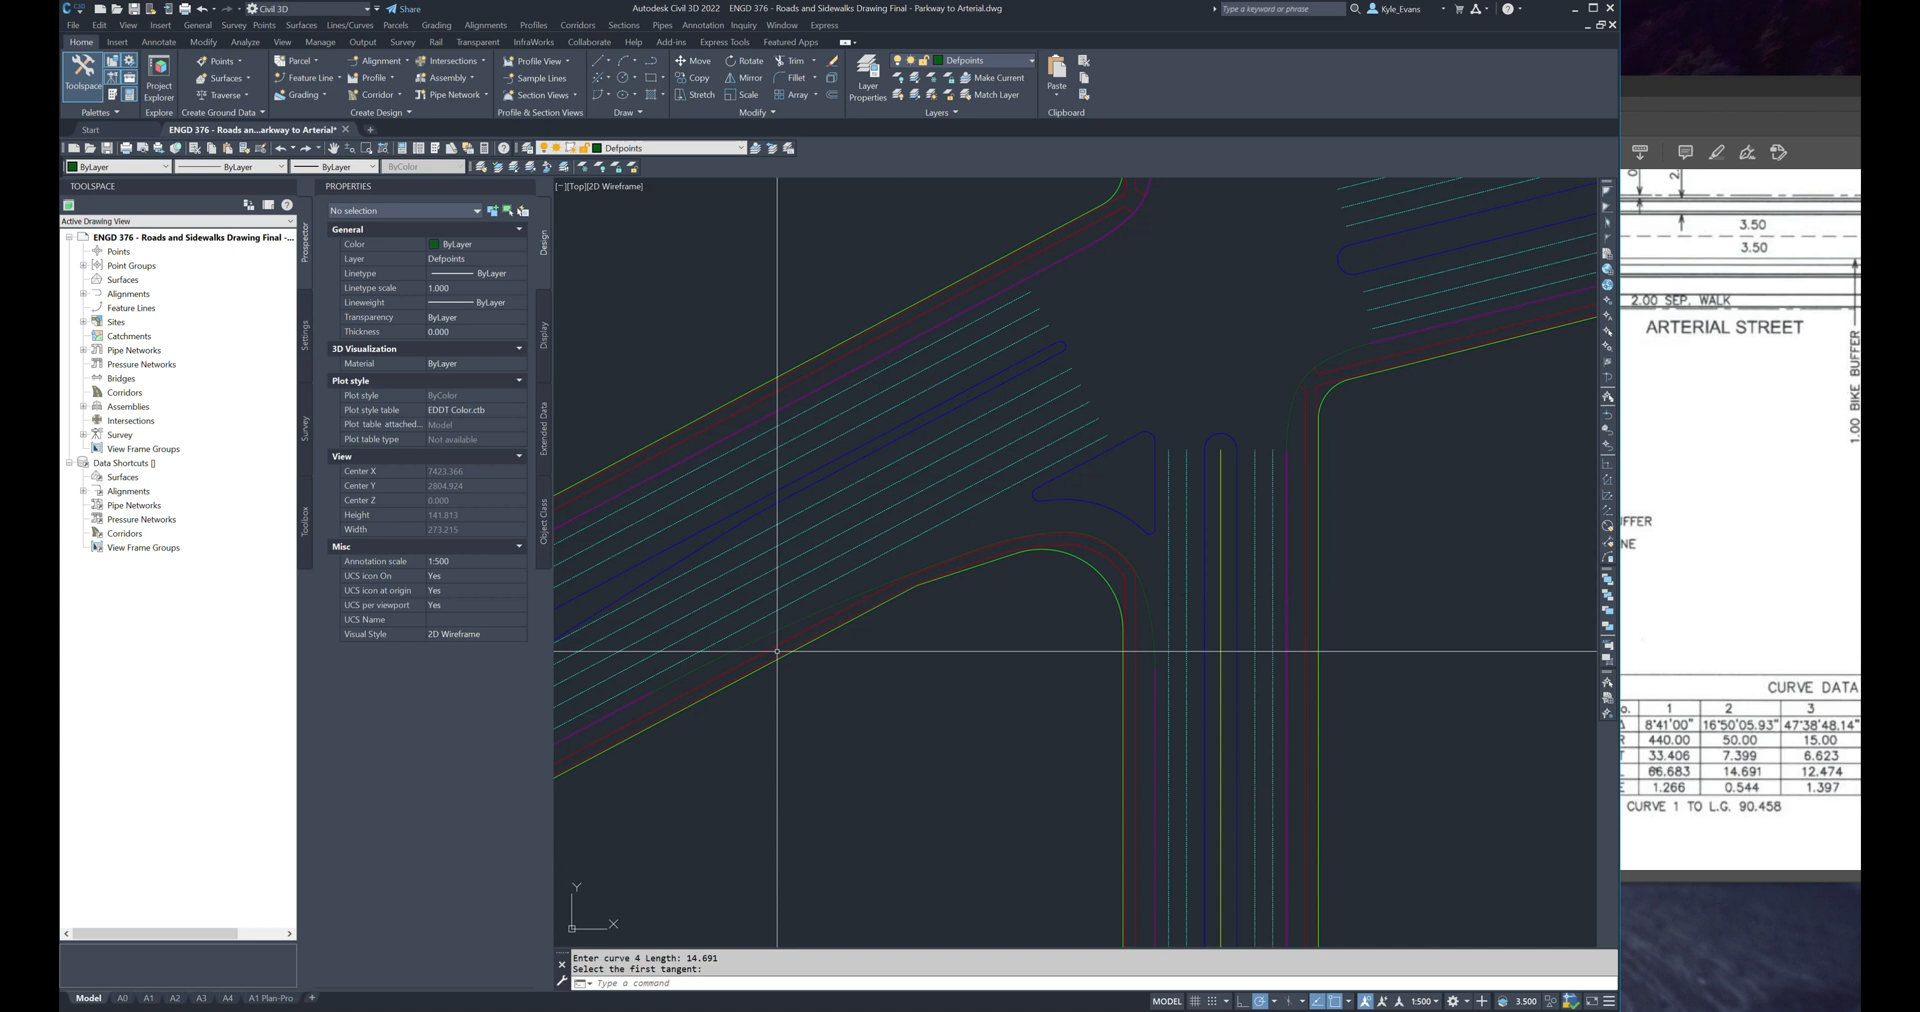 Civil 3D
Share
Autodesk Civil 3D 2022 ENGD 376 - Roads and Sidewalks Drawing Final - Parkway to Arterial.dwg
Type a keyword or phrase
Kyle_Evans
File Edit View Insert General Survey Points Surfaces Lines/Curves Parcels Grading Alignments Profiles Corridors Sections Pipes Annotation Inquiry Window Express
Home Insert Annotate Modify Analyze View Manage Output Survey Rail Transparent InfraWorks Collaborate Help Add-ins Express Tools Featured Apps
Points Parcel Alignment Intersections Profile View Move Rotate Trim Defpoints
Toolspace Project Explorer Surfaces Feature Line Profile Assembly Sample Lines Copy Mirror Fillet Layer Properties Make Current Paste
Traverse Grading Corridor Pipe Network Section Views Stretch Scale Array Match Layer
Palettes Explore Create Ground Data Create Design Profile & Section Views Draw Modify Layers Clipboard
Start ENGD 376 - Roads an...arkway to Arterial*
Defpoints
ByLayer ByLayer ByLayer ByColor
TOOLSPACE
Active Drawing View
ENGD 376 - Roads and Sidewalks Drawing Final -...
Points
Point Groups
Surfaces
Alignments
Feature Lines
Sites
Catchments
Pipe Networks
Pressure Networks
Bridges
Corridors
Assemblies
Intersections
Survey
View Frame Groups
Data Shortcuts []
Surfaces
Alignments
Pipe Networks
Pressure Networks
Corridors
View Frame Groups
Prospector
Settings
Survey
Toolbox
PROPERTIES
No selection
General
Color ByLayer
Layer Defpoints
Linetype ByLayer
Linetype scale 1.000
Lineweight ByLayer
Transparency ByLayer
Thickness 0.000
3D Visualization
Material ByLayer
Plot style
Plot style ByColor
Plot style table EDDT Color.ctb
Plot table attached... Model
Plot table type Not available
View
Center X 7423.366
Center Y 2804.924
Center Z 0.000
Height 141.813
Width 273.215
Misc
Annotation scale 1:500
UCS icon On Yes
UCS icon at origin Yes
UCS per viewport Yes
UCS Name
Visual Style 2D Wireframe
Design
Display
Extended Data
Object Class
[−][Top][2D Wireframe]
Y
X
Enter curve 4 Length: 14.691
Select the first tangent:
Type a command
Model A0 A1 A2 A3 A4 A1 Plan-Pro
MODEL 1:500 3.500
3.50
3.50
2.00 SEP. WALK
ARTERIAL STREET
1.00 BIKE BUFFER
FFER
NE
CURVE DATA
o. 1 2 3
Δ 8°41'00" 16°50'05.93" 47°38'48.14"
R 440.00 50.00 15.00
T 33.406 7.399 6.623
L 66.683 14.691 12.474
E 1.266 0.544 1.397
CURVE 1 TO L.G. 90.458